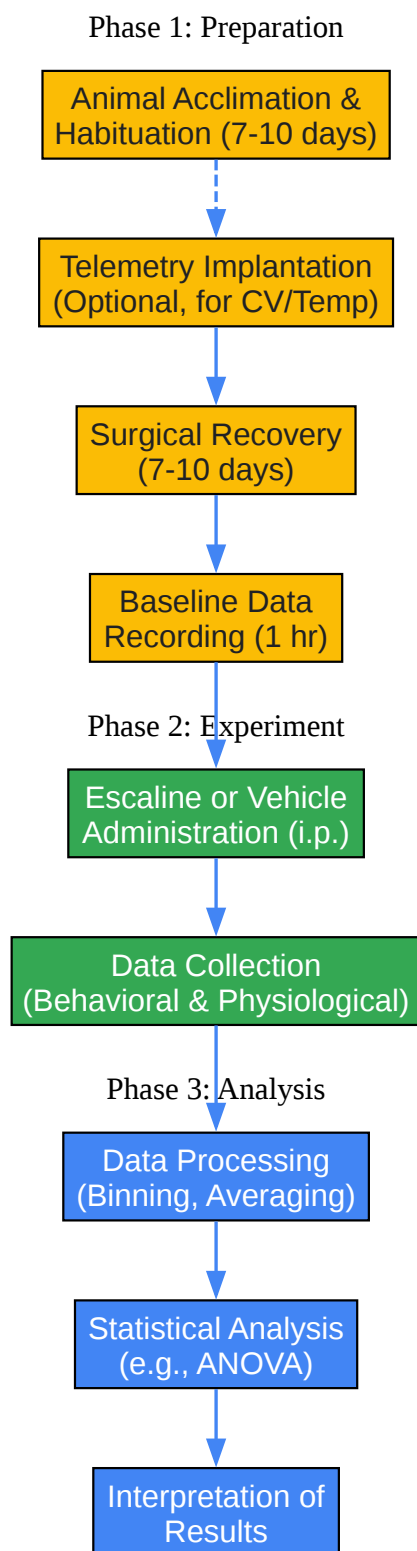 Phase 1: Preparation
Animal Acclimation &
Habituation (7-10 days)
Telemetry Implantation
(Optional, for CV/Temp)
Surgical Recovery
(7-10 days)
Baseline Data
Recording (1 hr)
Phase 2: Experiment
Escaline or Vehicle
Administration (i.p.)
Data Collection
(Behavioral & Physiological)
Phase 3: Analysis
Data Processing
(Binning, Averaging)
Statistical Analysis
(e.g., ANOVA)
Interpretation of
Results